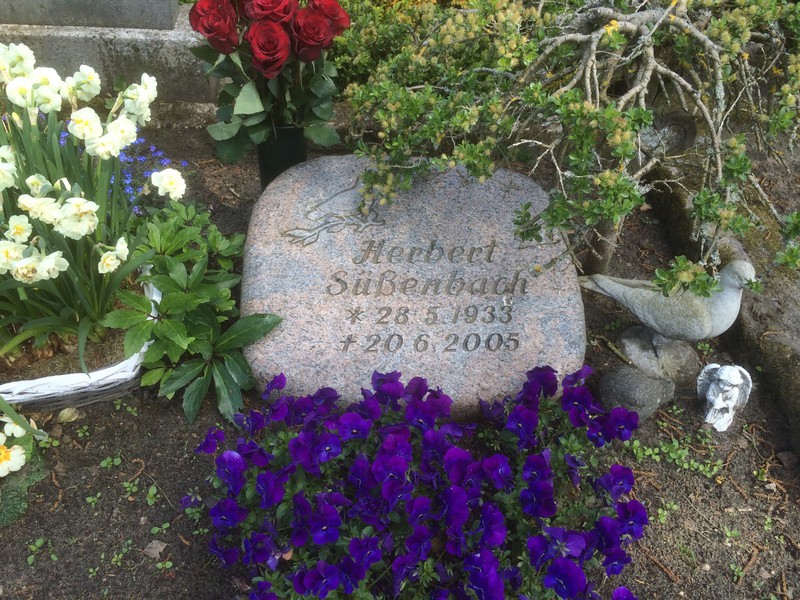 Herbert
Süßenbach
* 28.5.1933
† 20.6.2005